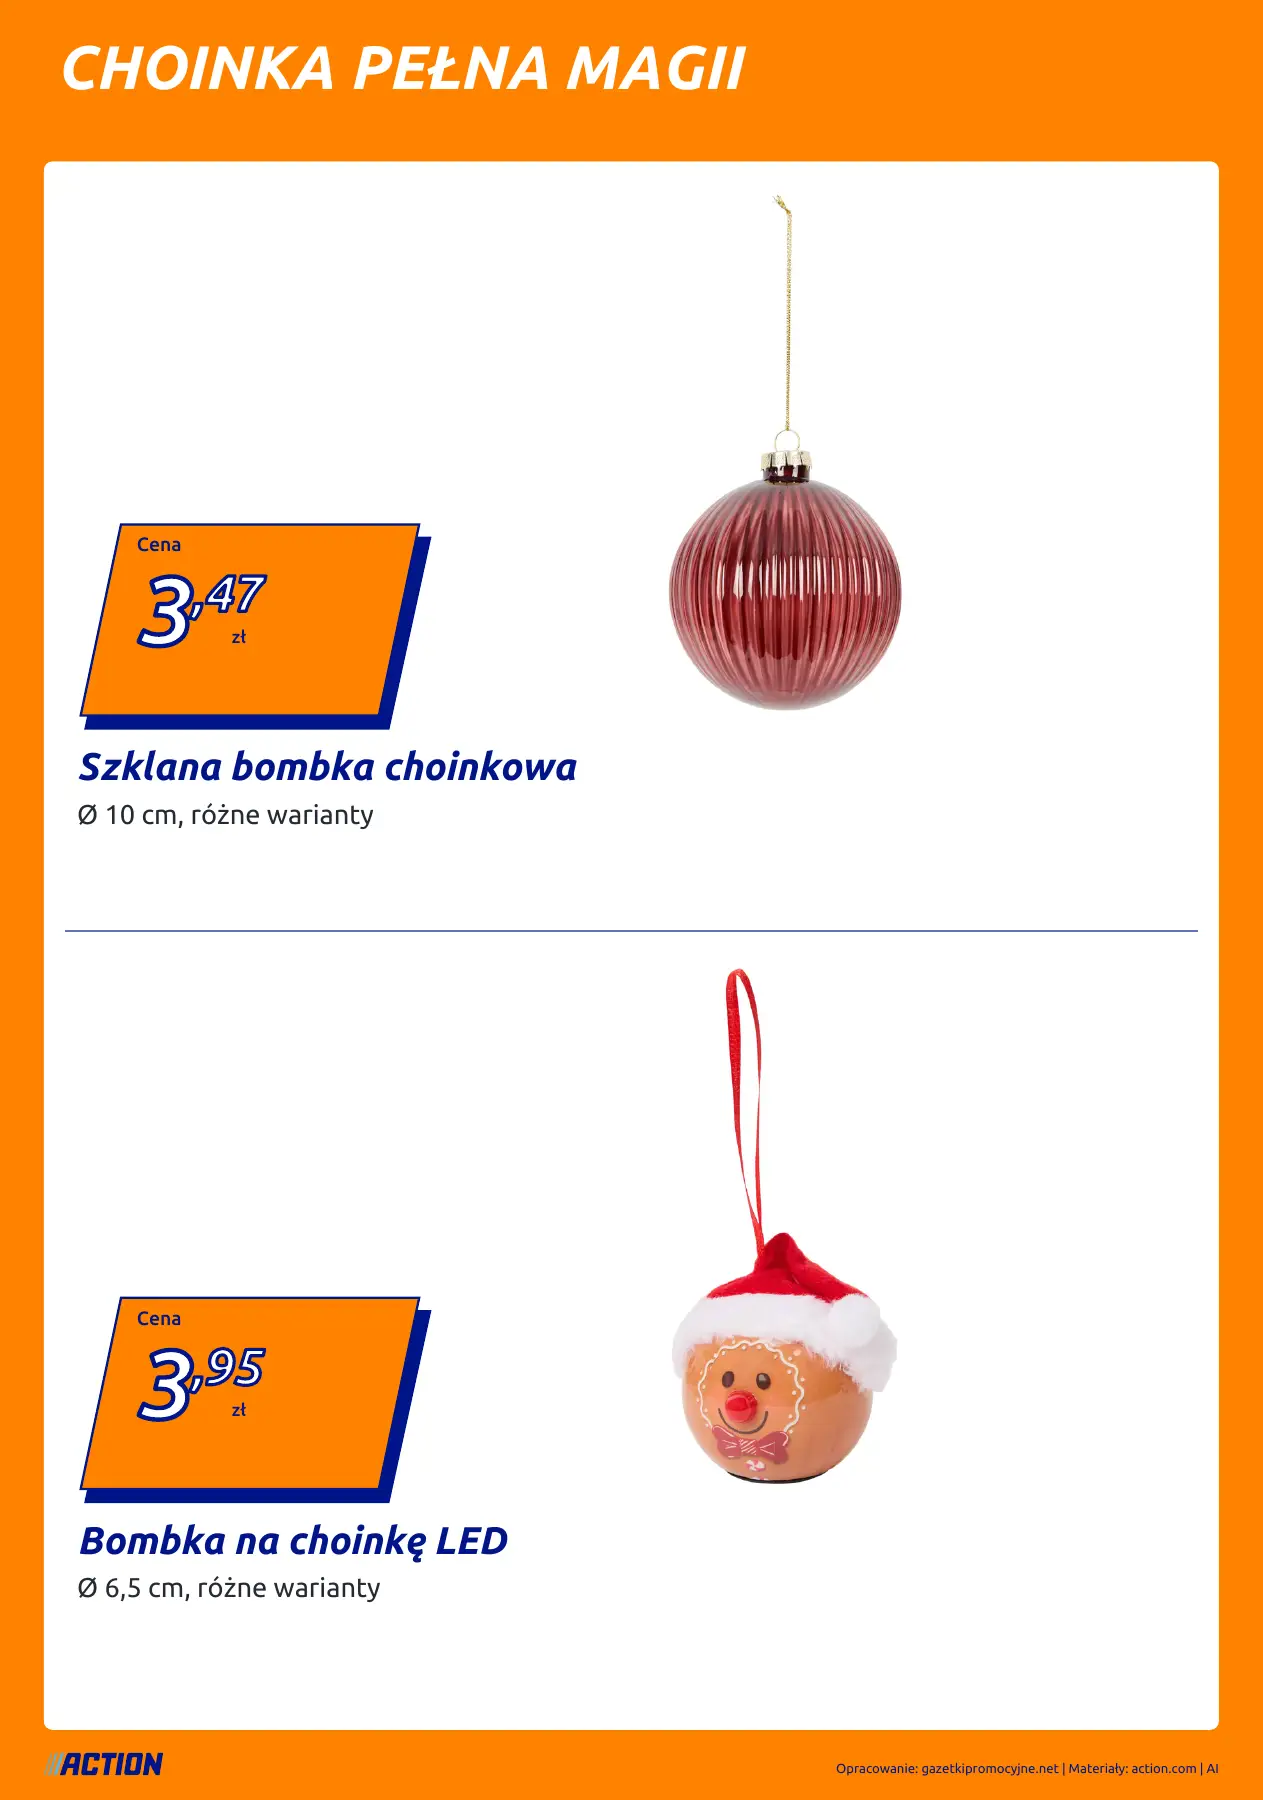 CHOINKA PEŁNA MAGII
Cena
3,47
zł
Szklana bombka choinkowa
Ø 10 cm, różne warianty
Cena
3,95
zł
Bombka na choinkę LED
Ø 6,5 cm, różne warianty
ACTION
Opracowanie: gazetkipromocyjne.net | Materiały: action.com | AI